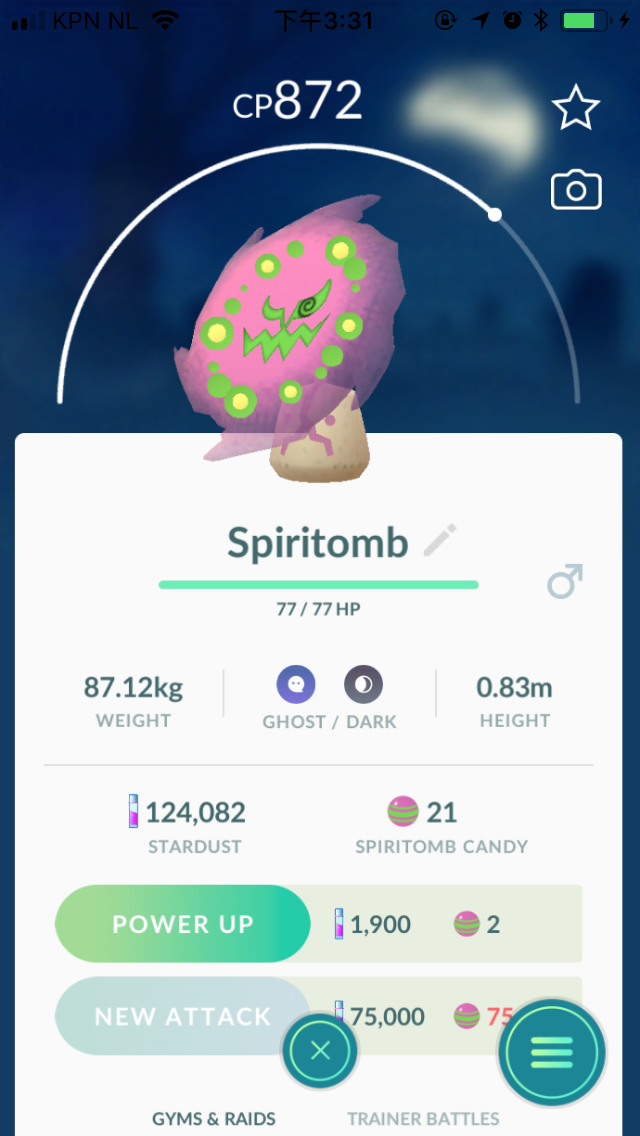 KPN NL 下午3:31
CP872
Spiritomb
77 / 77 HP
87.12kg
WEIGHT
GHOST / DARK
0.83m
HEIGHT
124,082
STARDUST
21
SPIRITOMB CANDY
POWER UP 1,900 2
NEW ATTACK 75,000 75
GYMS & RAIDS TRAINER BATTLES